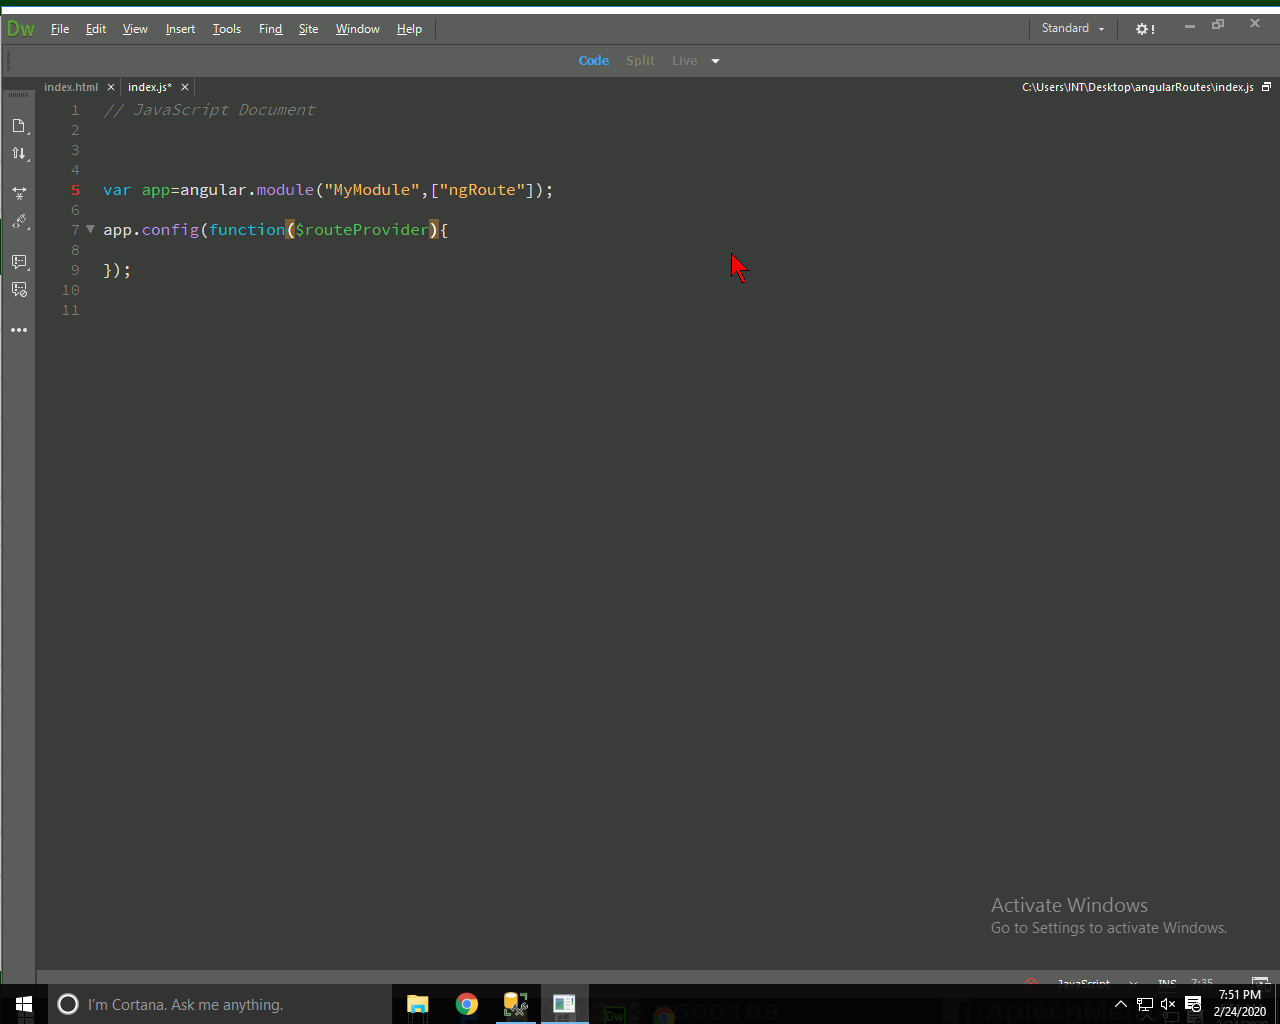 Dw File Edit View Insert Tools Find Site Window Help Standard !
Code Split Live
index.html × index.js* × C:\Users\INT\Desktop\angularRoutes\index.js
1 // JavaScript Document
2
3
4
5 var app=angular.module("MyModule",["ngRoute"]);
6
7 app.config(function($routeProvider){
8
9 });
10
11
Activate Windows
Go to Settings to activate Windows.
JavaScript INS 7:35
I'm Cortana. Ask me anything.
7:51 PM
2/24/2020